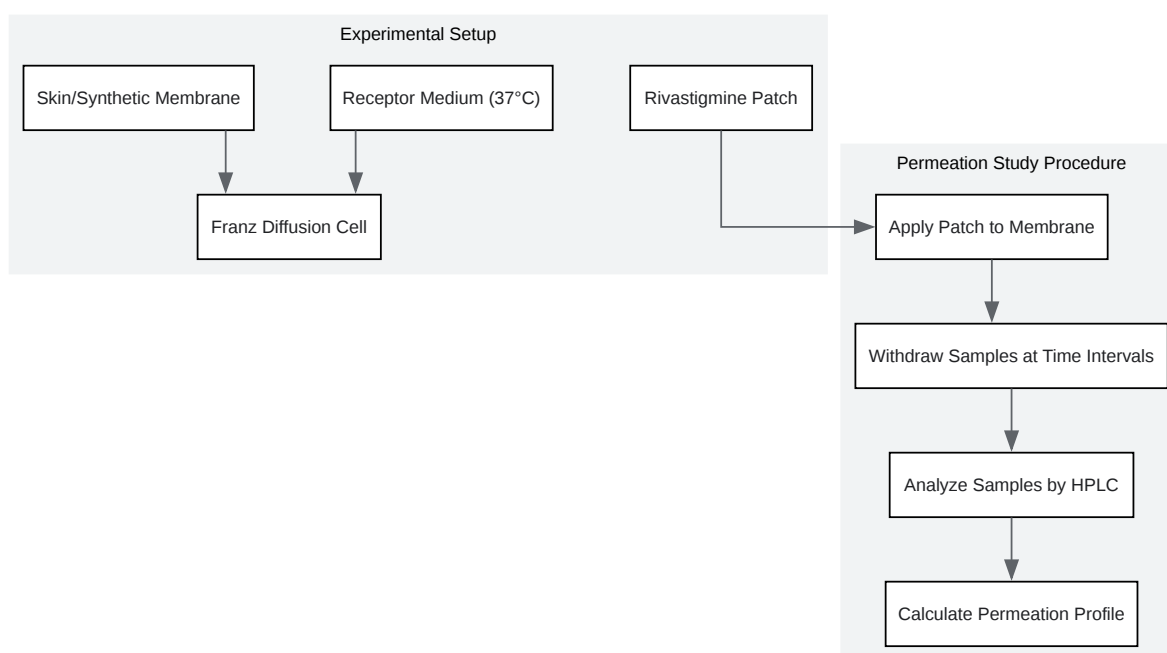 Experimental Setup
Skin/Synthetic Membrane
Receptor Medium (37°C)
Rivastigmine Patch
Franz Diffusion Cell
Permeation Study Procedure
Apply Patch to Membrane
Withdraw Samples at Time Intervals
Analyze Samples by HPLC
Calculate Permeation Profile